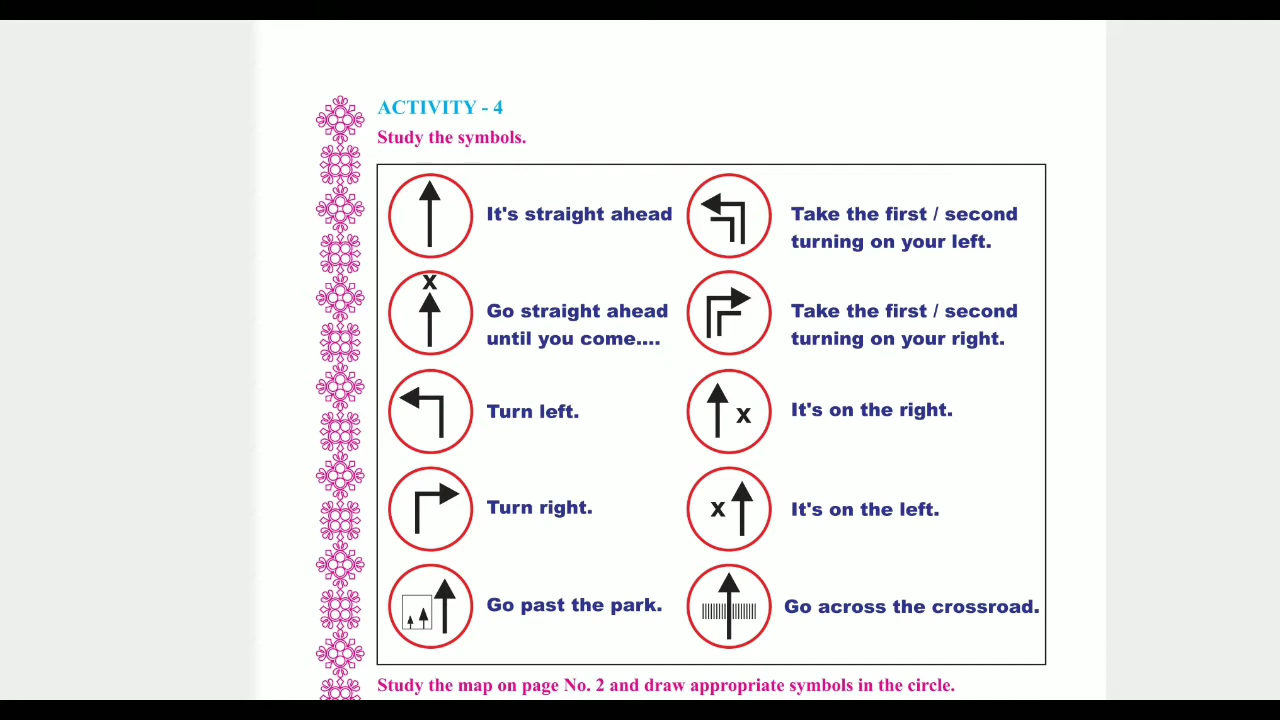 ACTIVITY - 4
Study the symbols.
It's straight ahead
Take the first / second
turning on your left.
X
Go straight ahead
until you come....
Take the first / second
turning on your right.
Turn left.
X
It's on the right.
Turn right.
X
It's on the left.
Go past the park.
Go across the crossroad.
Study the map on page No. 2 and draw appropriate symbols in the circle.